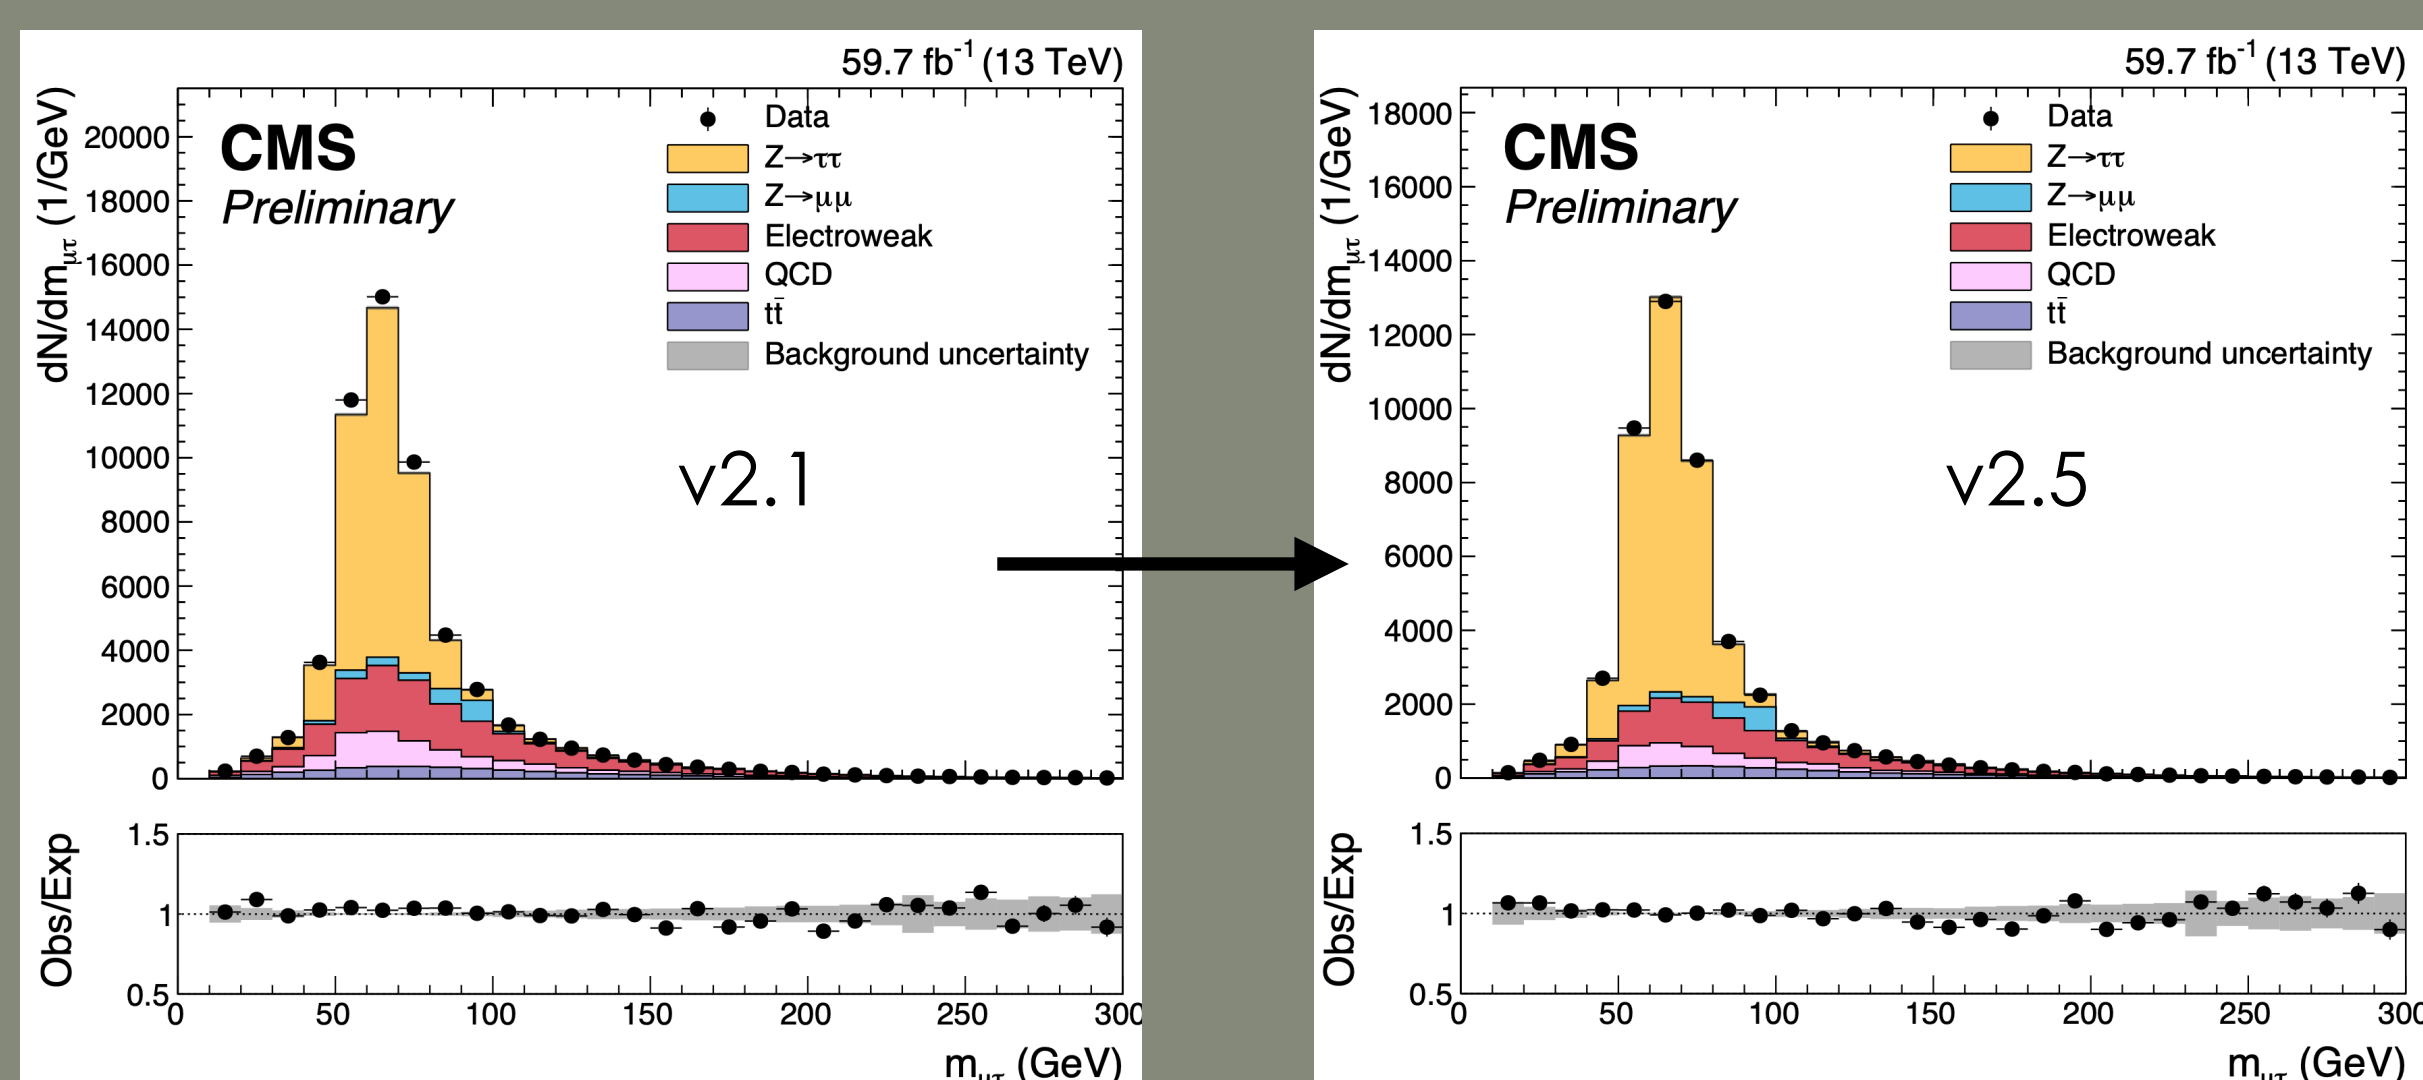 59.7 fb⁻¹ (13 TeV)
dN/dmμτ (1/GeV)
CMS
Preliminary
Data
Z→ττ
Z→μμ
Electroweak
QCD
tt̄
Background uncertainty
20000
18000
16000
14000
12000
10000
8000
6000
4000
2000
0
v2.1
Obs/Exp
1.5
1
0.5
0 50 100 150 200 250 300
mμτ (GeV)
59.7 fb⁻¹ (13 TeV)
dN/dmμτ (1/GeV)
CMS
Preliminary
Data
Z→ττ
Z→μμ
Electroweak
QCD
tt̄
Background uncertainty
18000
16000
14000
12000
10000
8000
6000
4000
2000
0
v2.5
Obs/Exp
1.5
1
0.5
0 50 100 150 200 250 300
mμτ (GeV)